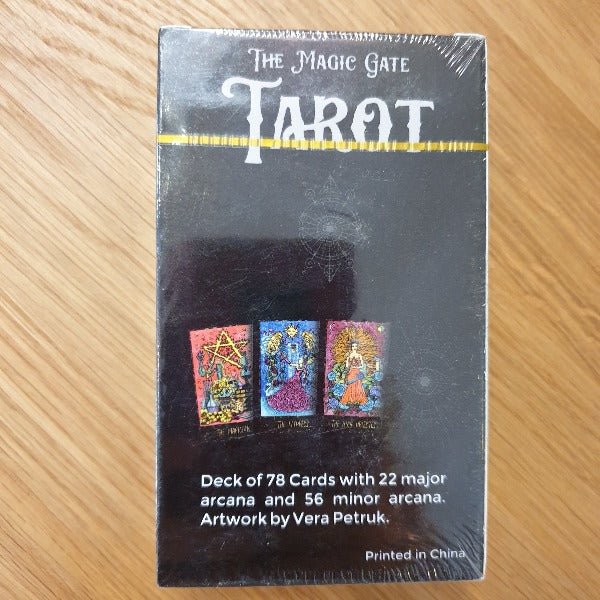 The Magic Gate
Tarot
Deck of 78 Cards with 22 major
arcana and 56 minor arcana.
Artwork by Vera Petruk.
Printed in China